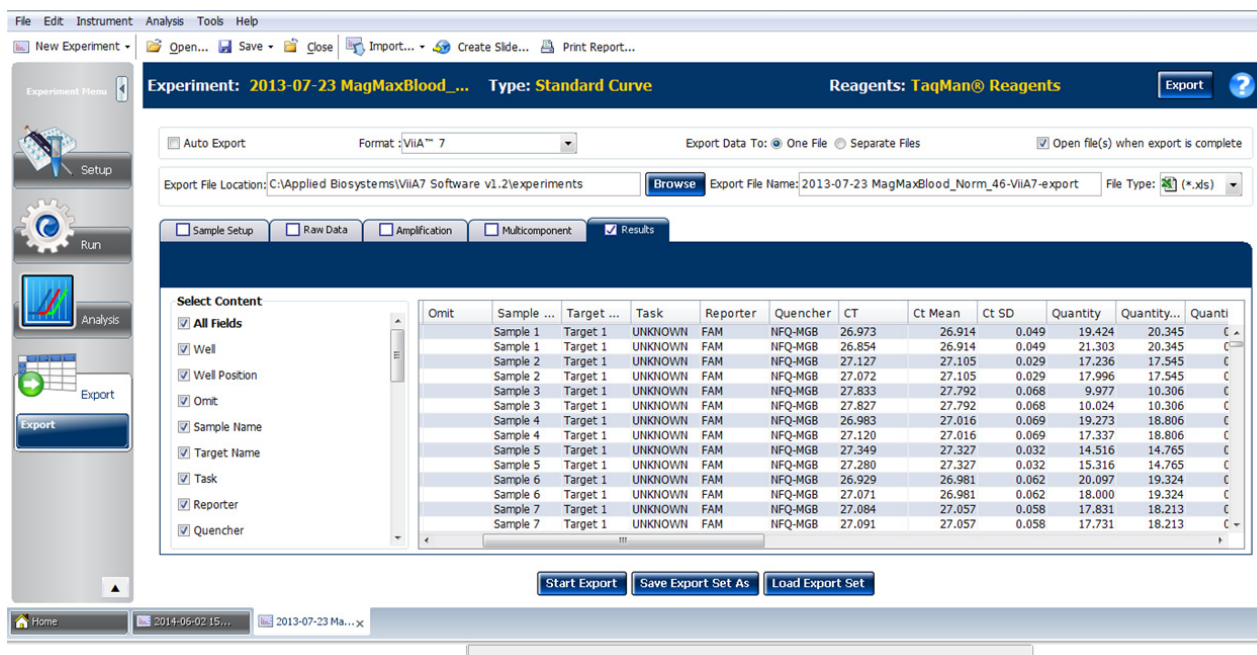 File Edit Instrument Analysis Tools Help
New Experiment Open... Save Close Import... Create Slide... Print Report...
Experiment Menu
Experiment: 2013-07-23 MagMaxBlood_... Type: Standard Curve Reagents: TaqMan® Reagents Export ?
Auto Export Format : ViiA™ 7 Export Data To: One File Separate Files Open file(s) when export is complete
Setup
Export File Location: C:\Applied Biosystems\ViiA7 Software v1.2\experiments Browse Export File Name: 2013-07-23 MagMaxBlood_Norm_46-ViiA7-export File Type: (*.xls)
Sample Setup Raw Data Amplification Multicomponent Results
Run
Analysis
Export
Export
Select Content
All Fields
Well
Well Position
Omit
Sample Name
Target Name
Task
Reporter
Quencher
Omit Sample ... Target ... Task Reporter Quencher CT Ct Mean Ct SD Quantity Quantity... Quanti
Sample 1 Target 1 UNKNOWN FAM NFQ-MGB 26.973 26.914 0.049 19.424 20.345
Sample 1 Target 1 UNKNOWN FAM NFQ-MGB 26.854 26.914 0.049 21.303 20.345
Sample 2 Target 1 UNKNOWN FAM NFQ-MGB 27.127 27.105 0.029 17.236 17.545
Sample 2 Target 1 UNKNOWN FAM NFQ-MGB 27.072 27.105 0.029 17.996 17.545
Sample 3 Target 1 UNKNOWN FAM NFQ-MGB 27.833 27.792 0.068 9.977 10.306
Sample 3 Target 1 UNKNOWN FAM NFQ-MGB 27.827 27.792 0.068 10.024 10.306
Sample 4 Target 1 UNKNOWN FAM NFQ-MGB 26.983 27.016 0.069 19.273 18.806
Sample 4 Target 1 UNKNOWN FAM NFQ-MGB 27.120 27.016 0.069 17.337 18.806
Sample 5 Target 1 UNKNOWN FAM NFQ-MGB 27.349 27.327 0.032 14.516 14.765
Sample 5 Target 1 UNKNOWN FAM NFQ-MGB 27.280 27.327 0.032 15.316 14.765
Sample 6 Target 1 UNKNOWN FAM NFQ-MGB 26.929 26.981 0.062 20.097 19.324
Sample 6 Target 1 UNKNOWN FAM NFQ-MGB 27.071 26.981 0.062 18.000 19.324
Sample 7 Target 1 UNKNOWN FAM NFQ-MGB 27.084 27.057 0.058 17.831 18.213
Sample 7 Target 1 UNKNOWN FAM NFQ-MGB 27.091 27.057 0.058 17.731 18.213
Start Export Save Export Set As Load Export Set
Home 2014-06-02 15... 2013-07-23 Ma... x